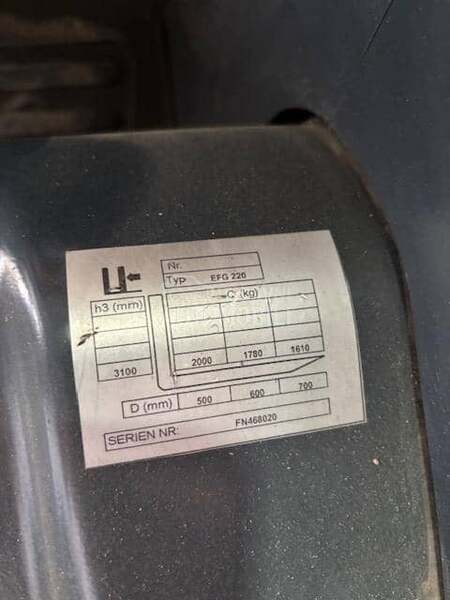 Nr.
Typ EFG 220
h3 (mm) Q (kg)
3100 2000 1780 1610
D (mm) 500 600 700
SERIEN NR: FN468020